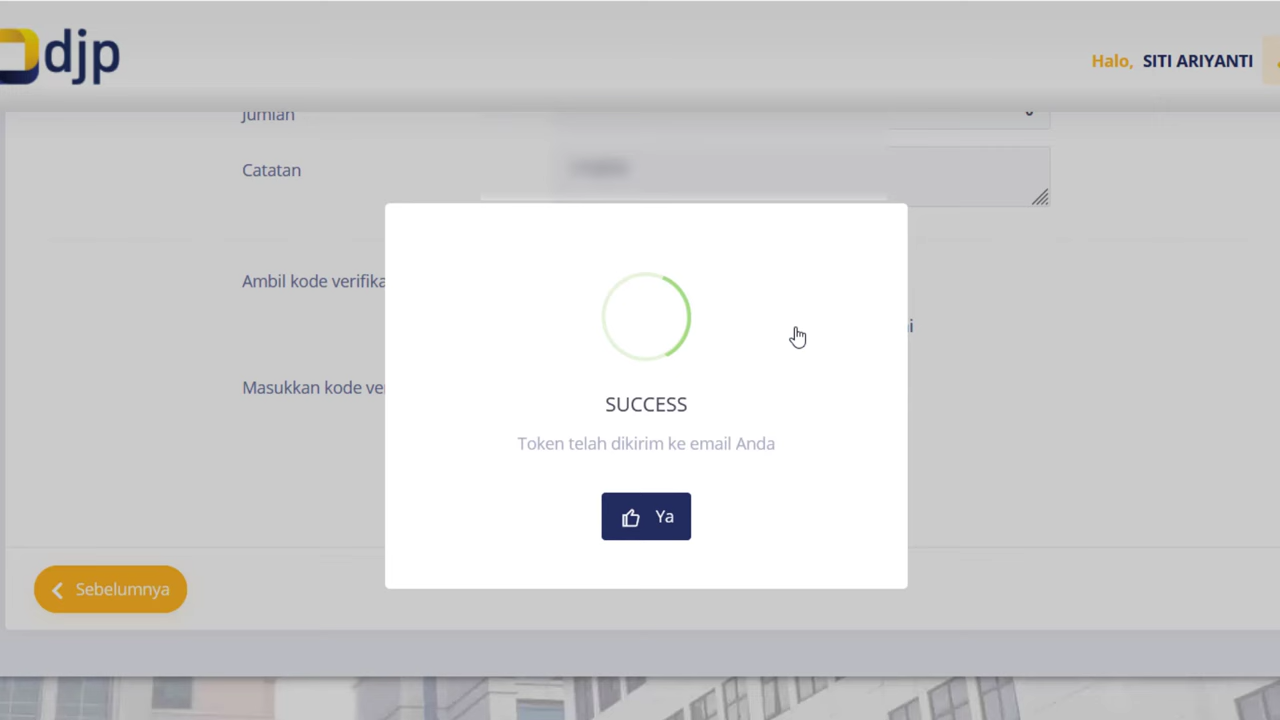 djp
Halo, SITI ARIYANTI
Jumlah
Catatan
Ambil kode verifika
Masukkan kode ve
SUCCESS
Token telah dikirim ke email Anda
Ya
Sebelumnya